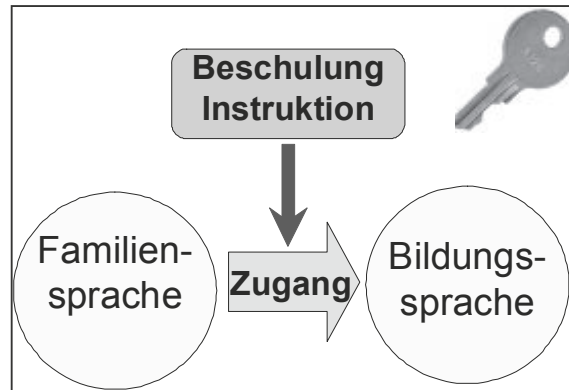 Beschulung
Instruktion
Familien-
sprache
Zugang
Bildungs-
sprache